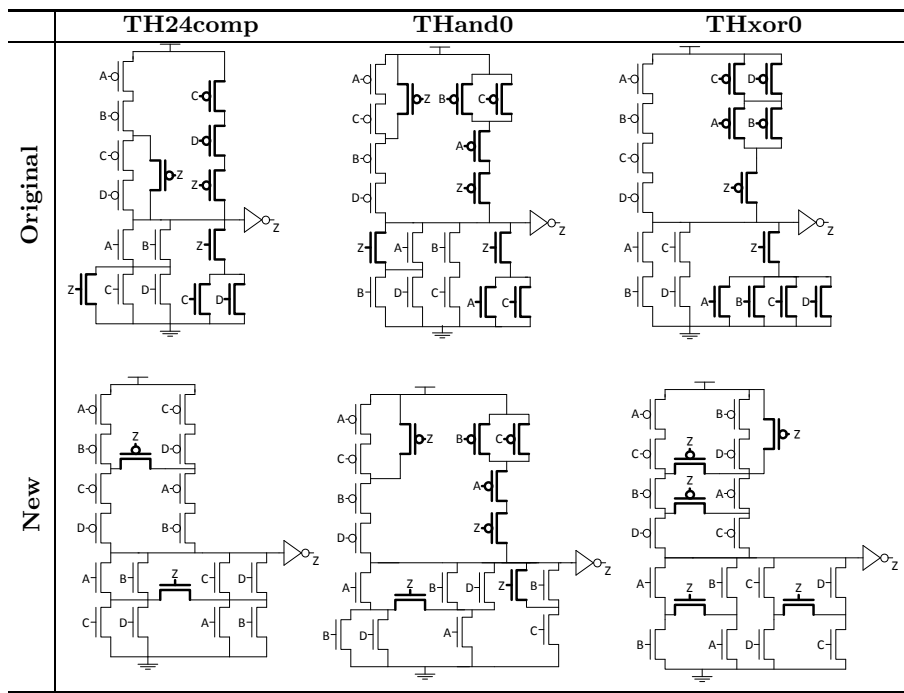 TH24comp THand0 THxor0
Original
A
C
B
D
C Z
Z
D
Z
A B Z
Z C D C D
A
Z B C
C
A
B
Z
D
Z
Z A B Z
B D C A C
A C D
B A B
C
Z
D
Z
A C Z
B D A B C D
New
A C
Z
B D
C A
D B
Z
A B Z C D
C D A B
A
Z B C
C
B A
D Z
Z
A Z B D Z B
B D A C
A B Z
Z
C D
Z
B A
D C
Z
A Z B C Z D
B A D C